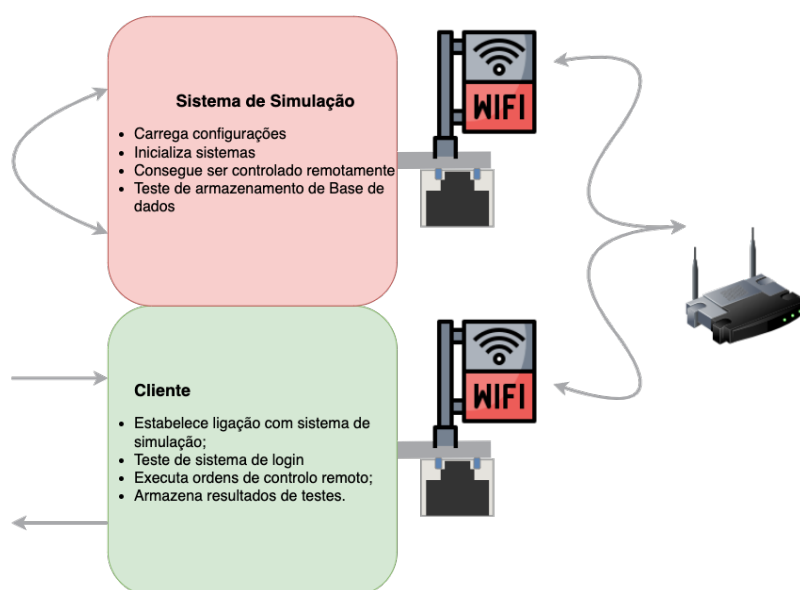 Sistema de Simulação
• Carrega configurações
• Inicializa sistemas
• Consegue ser controlado remotamente
• Teste de armazenamento de Base de
dados
WIFI
Cliente
• Estabelece ligação com sistema de
simulação;
• Teste de sistema de login
• Executa ordens de controlo remoto;
• Armazena resultados de testes.
WIFI